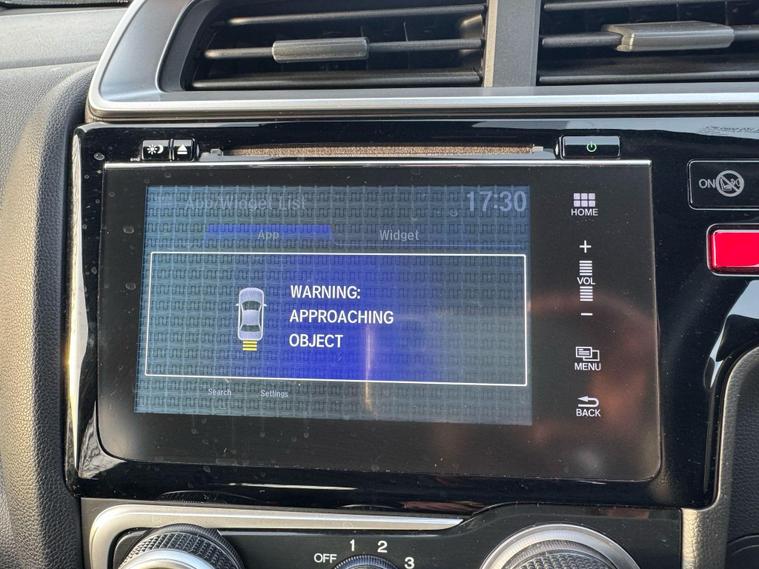 App/Widget List
17:30
App
Widget
WARNING:
APPROACHING
OBJECT
Search
Settings
HOME
+
VOL
−
MENU
BACK
ON
OFF
1
2
3